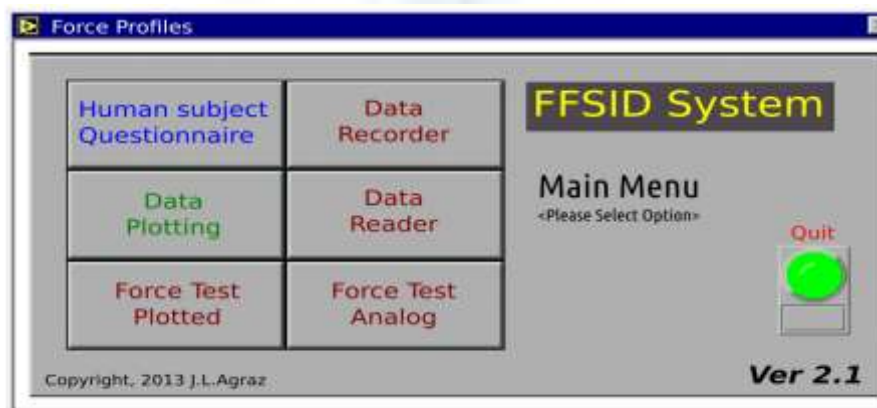 Force Profiles
Human subject
Questionnaire
Data
Recorder
FFSID System
Data
Plotting
Data
Reader
Main Menu
<Please Select Option>
Quit
Force Test
Plotted
Force Test
Analog
Copyright, 2013 J.L.Agraz
Ver 2.1